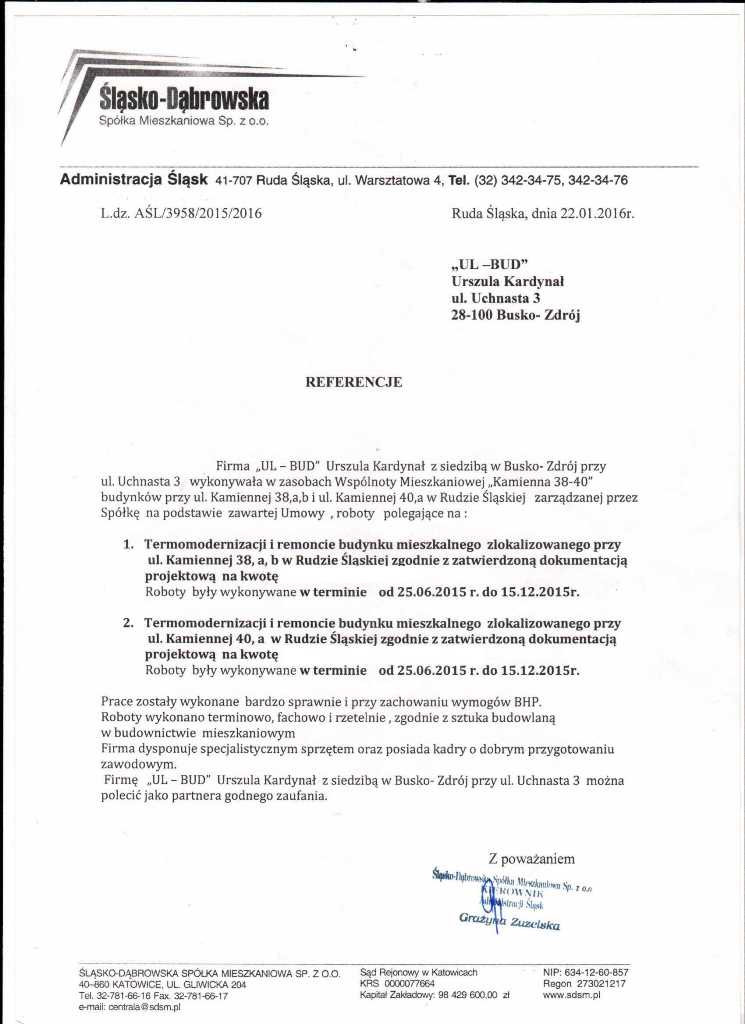 Śląsko-Dąbrowska
Spółka Mieszkaniowa Sp. z o.o.
Administracja Śląsk 41-707 Ruda Śląska, ul. Warsztatowa 4, Tel. (32) 342-34-75, 342-34-76
L.dz. AŚL/3958/2015/2016 Ruda Śląska, dnia 22.01.2016r.
„UL –BUD”
Urszula Kardynał
ul. Uchnasta 3
28-100 Busko- Zdrój
REFERENCJE
Firma „UL – BUD” Urszula Kardynał z siedzibą w Busko- Zdrój przy
ul. Uchnasta 3 wykonywała w zasobach Wspólnoty Mieszkaniowej „Kamienna 38-40”
budynków przy ul. Kamiennej 38,a,b i ul. Kamiennej 40,a w Rudzie Śląskiej zarządzanej przez
Spółkę na podstawie zawartej Umowy , roboty polegające na :
1. Termomodernizacji i remoncie budynku mieszkalnego zlokalizowanego przy
ul. Kamiennej 38, a, b w Rudzie Śląskiej zgodnie z zatwierdzoną dokumentacją
projektową na kwotę
Roboty były wykonywane w terminie od 25.06.2015 r. do 15.12.2015r.
2. Termomodernizacji i remoncie budynku mieszkalnego zlokalizowanego przy
ul. Kamiennej 40, a w Rudzie Śląskiej zgodnie z zatwierdzoną dokumentacją
projektową na kwotę
Roboty były wykonywane w terminie od 25.06.2015 r. do 15.12.2015r.
Prace zostały wykonane bardzo sprawnie i przy zachowaniu wymogów BHP.
Roboty wykonano terminowo, fachowo i rzetelnie , zgodnie z sztuka budowlaną
w budownictwie mieszkaniowym
Firma dysponuje specjalistycznym sprzętem oraz posiada kadry o dobrym przygotowaniu
zawodowym.
Firmę „UL – BUD” Urszula Kardynał z siedzibą w Busko- Zdrój przy ul. Uchnasta 3 można
polecić jako partnera godnego zaufania.
Z poważaniem
Śląsko-Dąbrowska Spółka Mieszkaniowa Sp. z o.o
KIEROWNIK
Administracji Śląsk
Grażyna Zuzelska
ŚLĄSKO-DĄBROWSKA SPÓŁKA MIESZKANIOWA SP. Z O.O. Sąd Rejonowy w Katowicach NIP: 634-12-60-857
40–860 KATOWICE, UL. GLIWICKA 204 KRS 0000077664 Regon 273021217
Tel. 32-781-66-16 Fax. 32-781-66-17 Kapitał Zakładowy: 98 429 600.00 zł www.sdsm.pl
e-mail: centrala@sdsm.pl